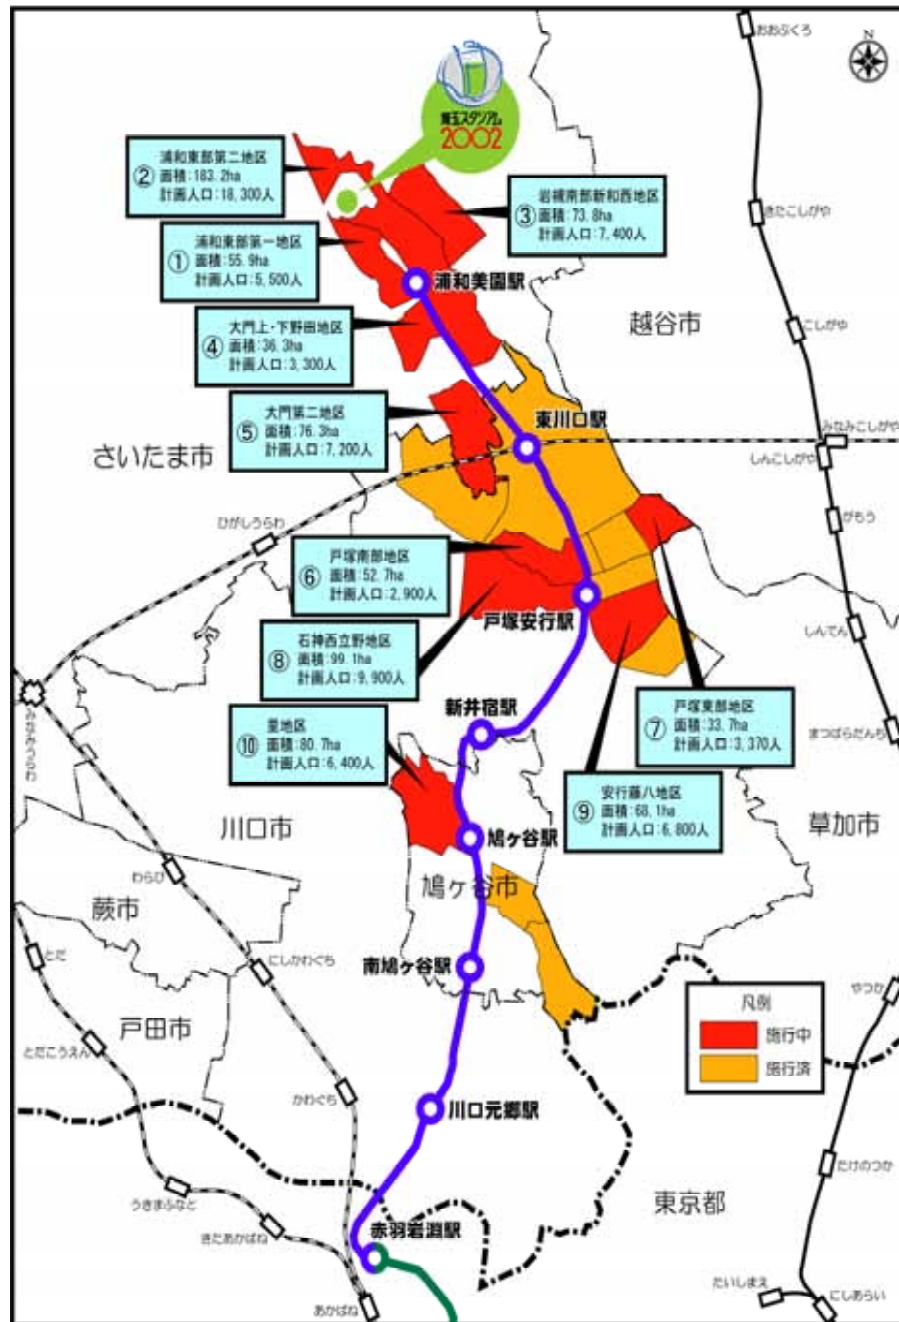 おおぶくろ
N
埼玉スタジアム
2002
② 浦和東部第二地区
面積:183.2ha
計画人口:18,300人
③ 岩槻南部新和西地区
面積:73.8ha
計画人口:7,400人
きたこしがや
① 浦和東部第一地区
面積:55.9ha
計画人口:5,500人
浦和美園駅
越谷市
こしがや
④ 大門上・下野田地区
面積:36.3ha
計画人口:3,300人
⑤ 大門第二地区
面積:76.3ha
計画人口:7,200人
東川口駅
みなみこしがや
しんこしがや
さいたま市
がもう
ひがしうらわ
⑥ 戸塚南部地区
面積:52.7ha
計画人口:2,900人
戸塚安行駅
しんでん
⑧ 石神西立野地区
面積:99.1ha
計画人口:9,900人
みなみうらわ
新井宿駅
⑦ 戸塚東部地区
面積:33.7ha
計画人口:3,370人
まつばらだんち
⑩ 里地区
面積:80.7ha
計画人口:6,400人
⑨ 安行藤八地区
面積:68.1ha
計画人口:6,800人
川口市
鳩ヶ谷駅
草加市
わらび
鳩ヶ谷市
蕨市
とだ
にしかわぐち
南鳩ヶ谷駅
やつか
凡例
施行中
施行済
戸田市
とだこうえん
かわぐち
川口元郷駅
たけのつか
うきまふなど
東京都
きたあかばね
赤羽岩淵駅
たいしまえ
にしあらい
あかばね